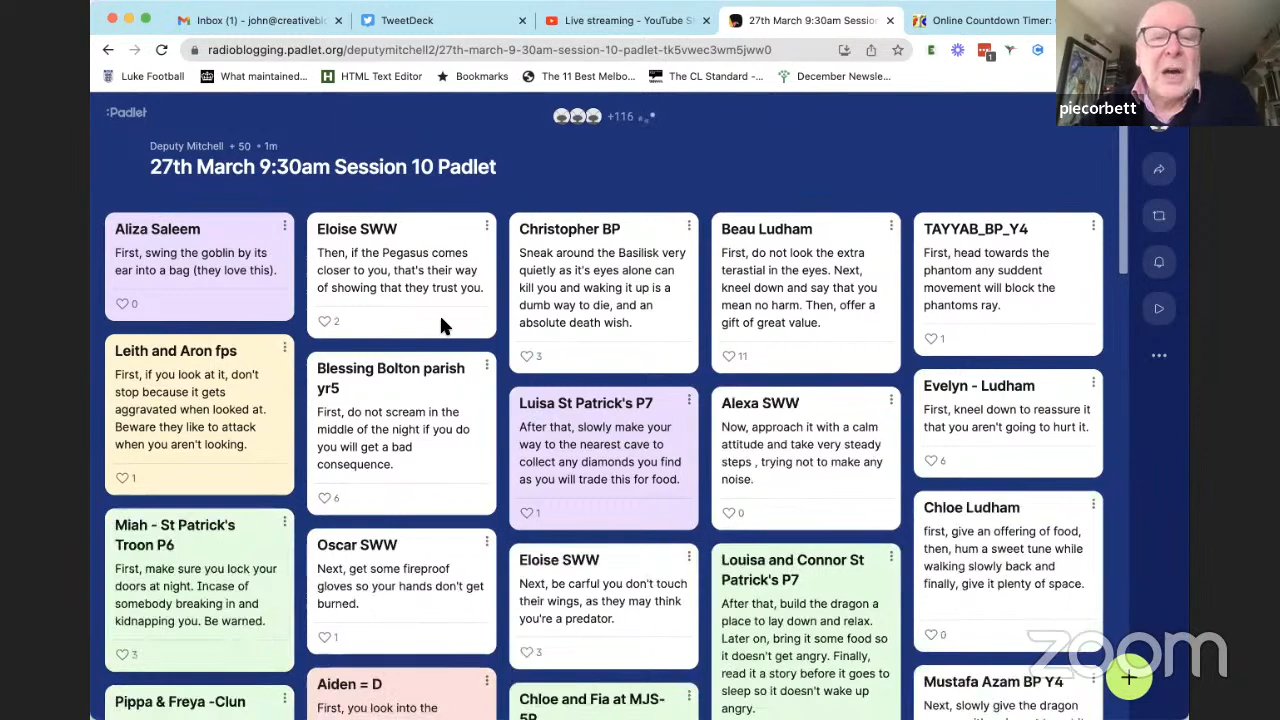 Inbox (1) - john@creativeblo
TweetDeck
Live streaming - YouTube S
27th March 9:30am Session
Online Countdown Timer:
radioblogging.padlet.org/deputymitchell2/27th-march-9-30am-session-10-padlet-tk5vwec3wm5jww0
1
Luke Football
What maintained...
HTML Text Editor
Bookmarks
The 11 Best Melbo...
The CL Standard -...
December Newsle...
piecorbett
:Padlet
+116
Deputy Mitchell + 50 • 1m
27th March 9:30am Session 10 Padlet
Aliza Saleem
First, swing the goblin by its
ear into a bag (they love this).
0
Leith and Aron fps
First, if you look at it, don't
stop because it gets
aggravated when looked at.
Beware they like to attack
when you aren't looking.
1
Miah - St Patrick's
Troon P6
First, make sure you lock your
doors at night. Incase of
somebody breaking in and
kidnapping you. Be warned.
3
Pippa & Freya -Clun
Eloise SWW
Then, if the Pegasus comes
closer to you, that's their way
of showing that they trust you.
2
Blessing Bolton parish
yr5
First, do not scream in the
middle of the night if you do
you will get a bad
consequence.
6
Oscar SWW
Next, get some fireproof
gloves so your hands don't get
burned.
1
Aiden = D
First, you look into the
Christopher BP
Sneak around the Basilisk very
quietly as it's eyes alone can
kill you and waking it up is a
dumb way to die, and an
absolute death wish.
3
Luisa St Patrick's P7
After that, slowly make your
way to the nearest cave to
collect any diamonds you find
as you will trade this for food.
1
Eloise SWW
Next, be carful you don't touch
their wings, as they may think
you're a predator.
3
Chloe and Fia at MJS-
5P
Beau Ludham
First, do not look the extra
terastial in the eyes. Next,
kneel down and say that you
mean no harm. Then, offer a
gift of great value.
11
Alexa SWW
Now, approach it with a calm
attitude and take very steady
steps , trying not to make any
noise.
0
Louisa and Connor St
Patrick's P7
After that, build the dragon a
place to lay down and relax.
Later on, bring it some food so
it doesn't get angry. Finally,
read it a story before it goes to
sleep so it doesn't wake up
angry.
TAYYAB_BP_Y4
First, head towards the
phantom any suddent
movement will block the
phantoms ray.
1
Evelyn - Ludham
First, kneel down to reassure it
that you aren't going to hurt it.
6
Chloe Ludham
first, give an offering of food,
then, hum a sweet tune while
walking slowly back and
finally, give it plenty of space.
0
Mustafa Azam BP Y4
Next, slowly give the dragon
zoom